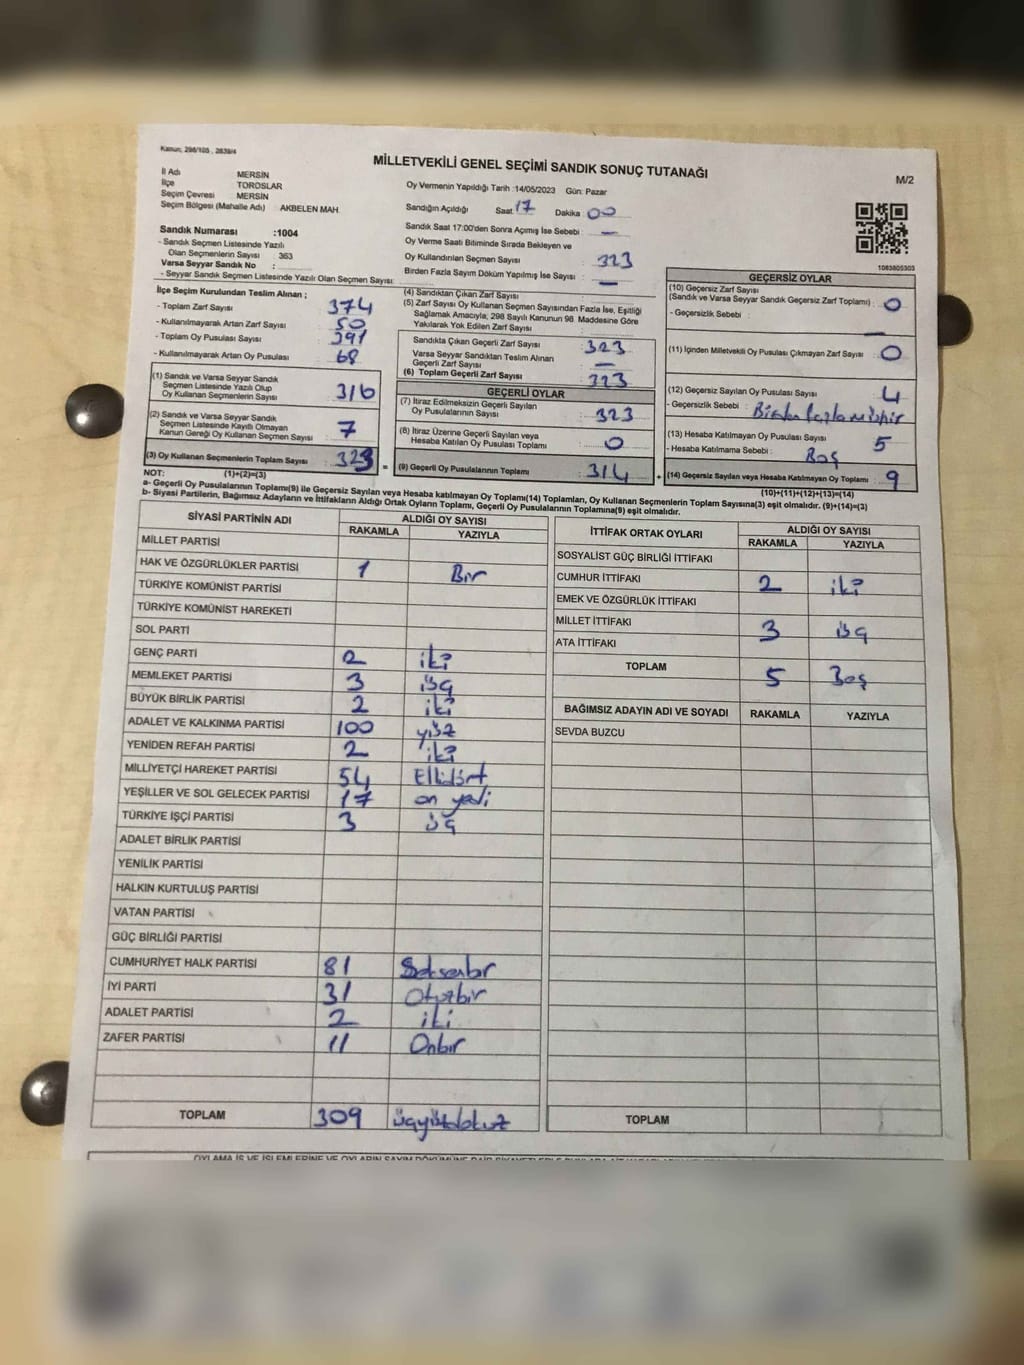 Kanun; 298/105 , 2839/4
MİLLETVEKİLİ GENEL SEÇİMİ SANDIK SONUÇ TUTANAĞI
M/2
İl Adı MERSİN
İlçe TOROSLAR
Seçim Çevresi MERSİN
Seçim Bölgesi (Mahalle Adı) AKBELEN MAH.
Oy Vermenin Yapıldığı Tarih :14/05/2023 Gün: Pazar
Sandığın Açıldığı Saat 17 Dakika : 00
Sandık Saat 17:00'den Sonra Açımış İse Sebebi : —
Oy Verme Saati Bitiminde Sırada Bekleyen ve
Oy Kullandırılan Seçmen Sayısı : 323
Birden Fazla Sayım Döküm Yapılmış İse Sayısı : —
Sandık Numarası :1004
- Sandık Seçmen Listesinde Yazılı
Olan Seçmenlerin Sayısı 363
Varsa Seyyar Sandık No :
- Seyyar Sandık Seçmen Listesinde Yazılı Olan Seçmen Sayısı:
İlçe Seçim Kurulundan Teslim Alınan ;
- Toplam Zarf Sayısı : 374
- Kullanılmayarak Artan Zarf Sayısı : 50
- Toplam Oy Pusulası Sayısı : 391
- Kullanılmayarak Artan Oy Pusulası : 68
(1) Sandık ve Varsa Seyyar Sandık
Seçmen Listesinde Yazılı Olup
Oy Kullanan Seçmenlerin Sayısı : 316
(2) Sandık ve Varsa Seyyar Sandık
Seçmen Listesinde Kayıtlı Olmayan
Kanun Gereği Oy Kullanan Seçmen Sayısı : 7
(3) Oy Kullanan Seçmenlerin Toplam Sayısı : 323
(1)+(2)=(3)
(4) Sandıktan Çıkan Zarf Sayısı :
(5) Zarf Sayısı Oy Kullanan Seçmen Sayısından Fazla İse, Eşitliği
Sağlamak Amacıyla; 298 Sayılı Kanunun 98. Maddesine Göre
Yakılarak Yok Edilen Zarf Sayısı :
Sandıkta Çıkan Geçerli Zarf Sayısı : 323
Varsa Seyyar Sandıktan Teslim Alınan
Geçerli Zarf Sayısı : —
(6) Toplam Geçerli Zarf Sayısı : 323
GEÇERLİ OYLAR
(7) İtiraz Edilmeksizin Geçerli Sayılan
Oy Pusulalarının Sayısı : 323
(8) İtiraz Üzerine Geçerli Sayılan veya
Hesaba Katılan Oy Pusulası Toplamı : 0
= (9) Geçerli Oy Pusulalarının Toplamı : 314 +
1083805303
GEÇERSİZ OYLAR
(10) Geçersiz Zarf Sayısı
(Sandık ve Varsa Seyyar Sandık Geçersiz Zarf Toplamı) : 0
- Geçersizlik Sebebi : —
(11) İçinden Milletvekili Oy Pusulası Çıkmayan Zarf Sayısı : 0
(12) Geçersiz Sayılan Oy Pusulası Sayısı : 4
- Geçersizlik Sebebi :
(13) Hesaba Katılmayan Oy Pusulası Sayısı : 5
- Hesaba Katılmama Sebebi : Boş
(14) Geçersiz Sayılan veya Hesaba Katılmayan Oy Toplamı : 9
(10)+(11)+(12)+(13)=(14)
NOT:
a- Geçerli Oy Pusulalarının Toplamı(9) ile Geçersiz Sayılan veya Hesaba katılmayan Oy Toplamı(14) Toplamları, Oy Kullanan Seçmenlerin Toplam Sayısına(3) eşit olmalıdır. (9)+(14)=(3)
b- Siyasi Partilerin, Bağımsız Adayların ve İttifakların Aldığı Ortak Oyların Toplamı, Geçerli Oy Pusulalarının Toplamına(9) eşit olmalıdır.
SİYASİ PARTİNİN ADI ALDIĞI OY SAYISI
RAKAMLA YAZIYLA
MİLLET PARTİSİ
HAK VE ÖZGÜRLÜKLER PARTİSİ 1 Bir
TÜRKİYE KOMÜNİST PARTİSİ
TÜRKİYE KOMÜNİST HAREKETİ
SOL PARTİ
GENÇ PARTİ 2 iki
MEMLEKET PARTİSİ 3 üç
BÜYÜK BİRLİK PARTİSİ 2 iki
ADALET VE KALKINMA PARTİSİ 100 yüz
YENİDEN REFAH PARTİSİ 2 iki
MİLLİYETÇİ HAREKET PARTİSİ 54 Ellidört
YEŞİLLER VE SOL GELECEK PARTİSİ 17 on yedi
TÜRKİYE İŞÇİ PARTİSİ 3 üç
ADALET BİRLİK PARTİSİ
YENİLİK PARTİSİ
HALKIN KURTULUŞ PARTİSİ
VATAN PARTİSİ
GÜÇ BİRLİĞİ PARTİSİ
CUMHURİYET HALK PARTİSİ 81 Seksenbir
İYİ PARTİ 31 Otuzbir
ADALET PARTİSİ 2 iki
ZAFER PARTİSİ 11 Onbir
TOPLAM 309 üçyüzdokuz
İTTİFAK ORTAK OYLARI ALDIĞI OY SAYISI
RAKAMLA YAZIYLA
SOSYALİST GÜÇ BİRLİĞİ İTTİFAKI
CUMHUR İTTİFAKI 2 iki
EMEK VE ÖZGÜRLÜK İTTİFAKI
MİLLET İTTİFAKI 3 üç
ATA İTTİFAKI
TOPLAM 5 Beş
BAĞIMSIZ ADAYIN ADI VE SOYADI RAKAMLA YAZIYLA
SEVDA BUZCU
TOPLAM